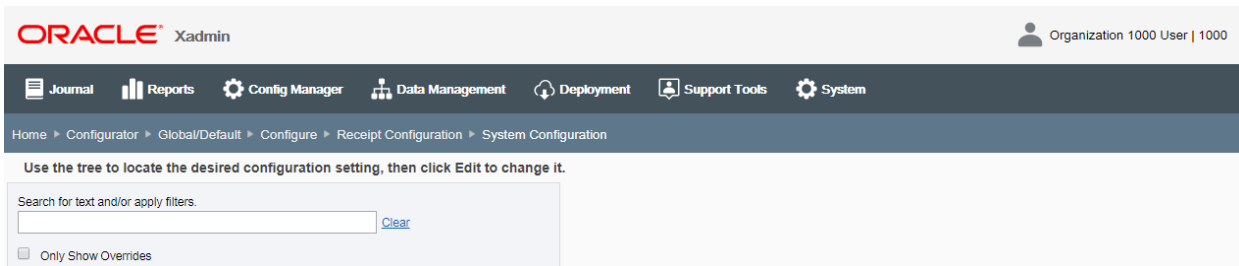 ORACLE® Xadmin
Organization 1000 User | 1000
Journal Reports Config Manager Data Management Deployment Support Tools System
Home ▸ Configurator ▸ Global/Default ▸ Configure ▸ Receipt Configuration ▸ System Configuration
Use the tree to locate the desired configuration setting, then click Edit to change it.
Search for text and/or apply filters.
Clear
Only Show Overrides